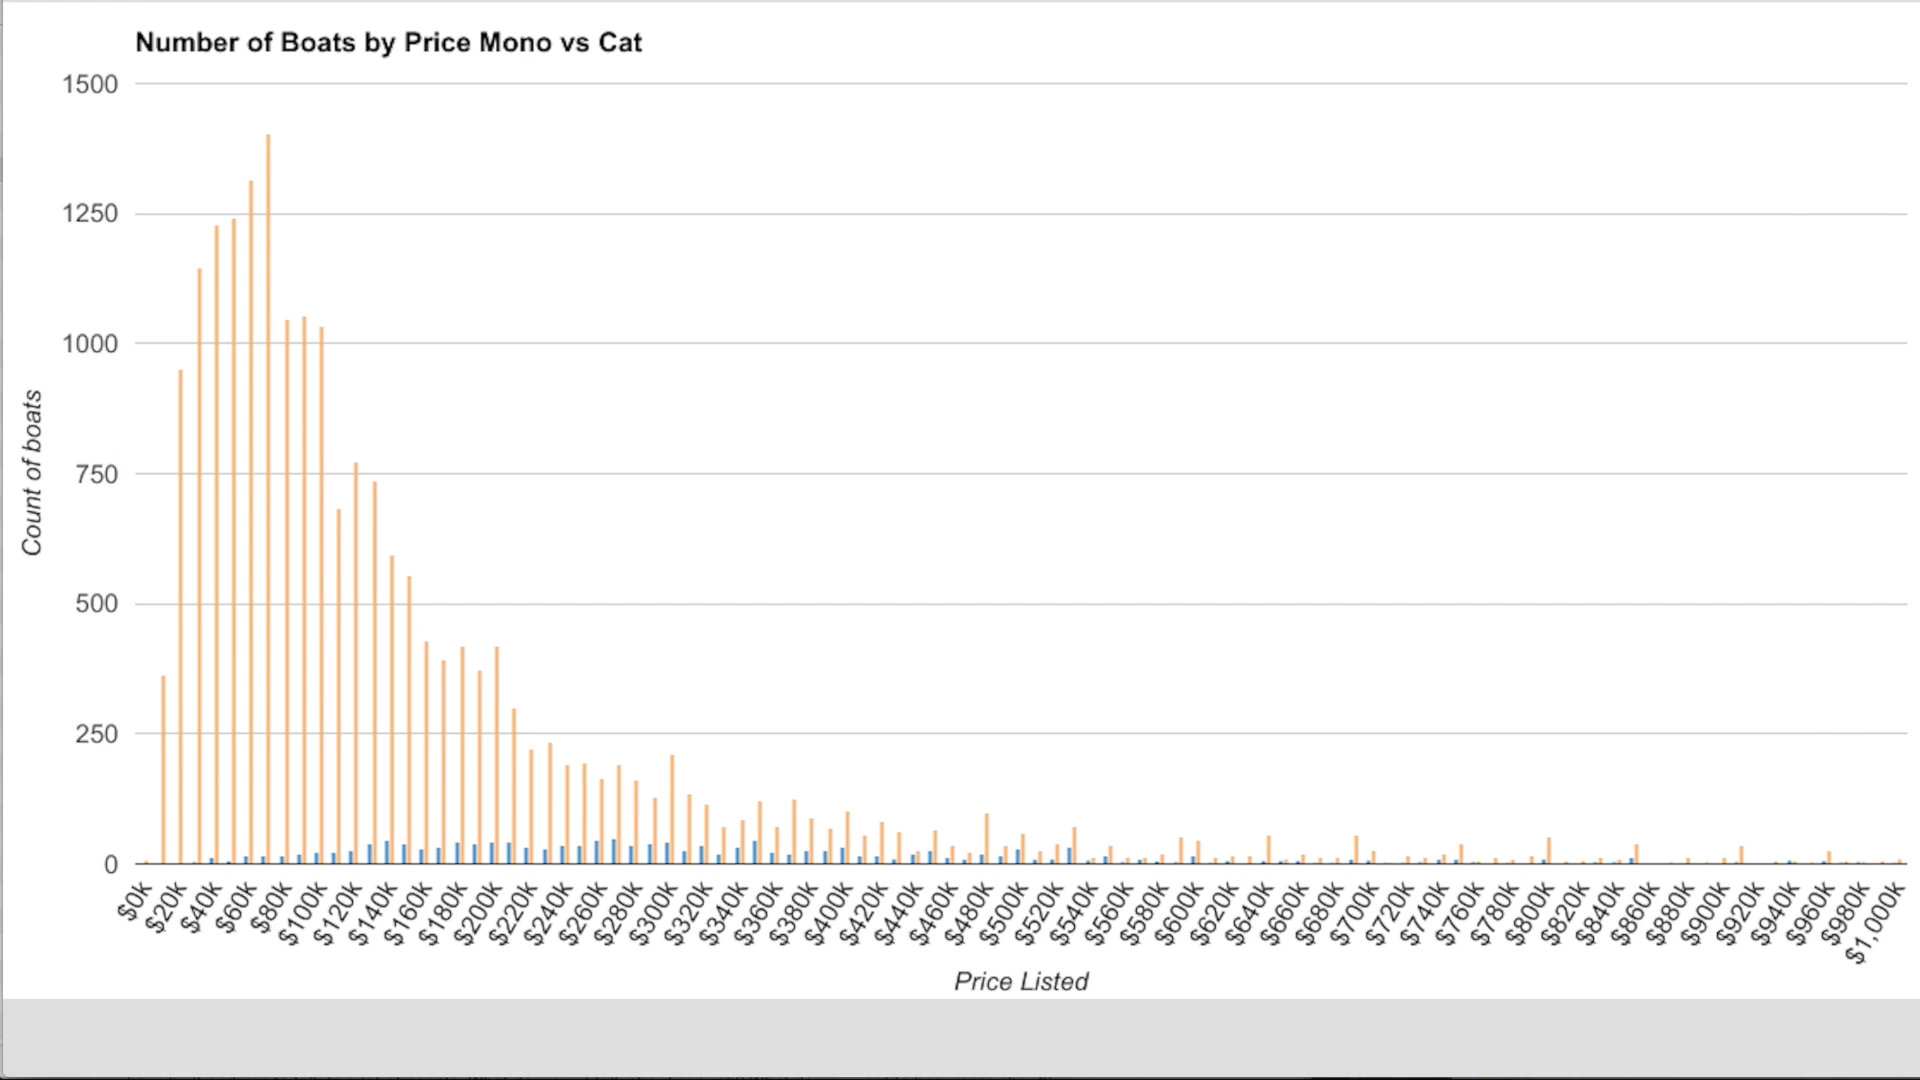 Number of Boats by Price Mono vs Cat
1500
1250
1000
750
500
250
0
Count of boats
$0k
$20k
$40k
$60k
$80k
$100k
$120k
$140k
$160k
$180k
$200k
$220k
$240k
$260k
$280k
$300k
$320k
$340k
$360k
$380k
$400k
$420k
$440k
$460k
$480k
$500k
$520k
$540k
$560k
$580k
$600k
$620k
$640k
$660k
$680k
$700k
$720k
$740k
$760k
$780k
$800k
$820k
$840k
$860k
$880k
$900k
$920k
$940k
$960k
$980k
$1,000k
Price Listed